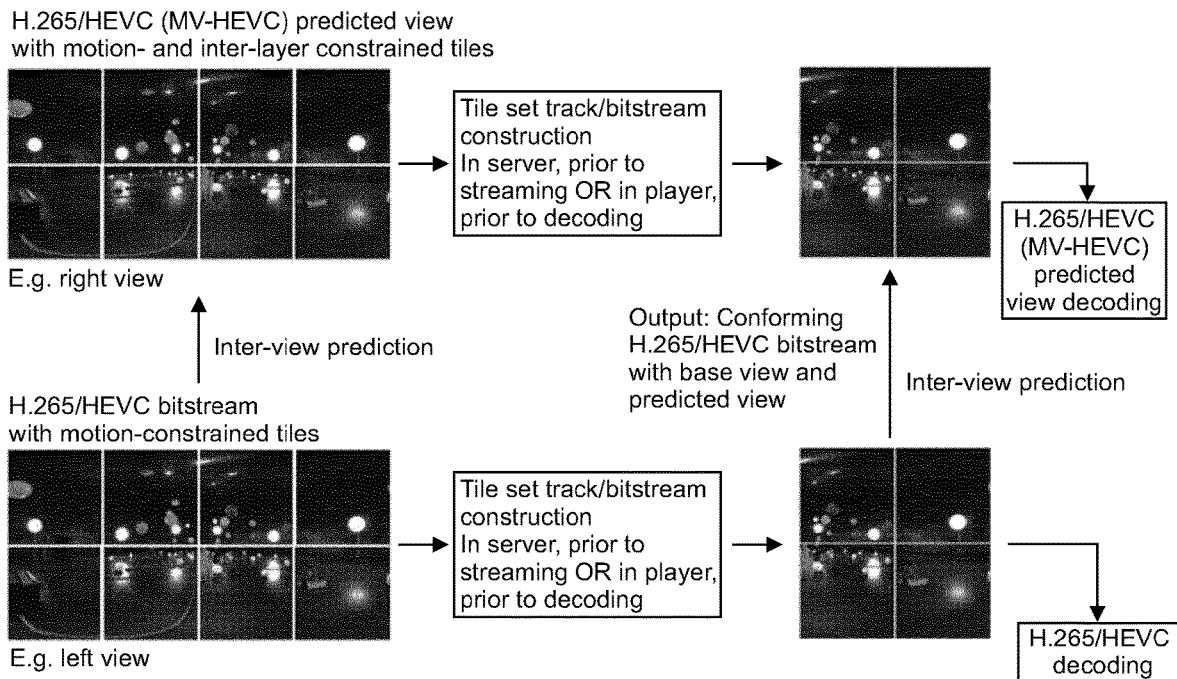 H.265/HEVC (MV-HEVC) predicted view
with motion- and inter-layer constrained tiles
Tile set track/bitstream
construction
In server, prior to
streaming OR in player,
prior to decoding
H.265/HEVC
(MV-HEVC)
predicted
view decoding
E.g. right view
Inter-view prediction
Output: Conforming
H.265/HEVC bitstream
with base view and
predicted view
Inter-view prediction
H.265/HEVC bitstream
with motion-constrained tiles
Tile set track/bitstream
construction
In server, prior to
streaming OR in player,
prior to decoding
E.g. left view
H.265/HEVC
decoding